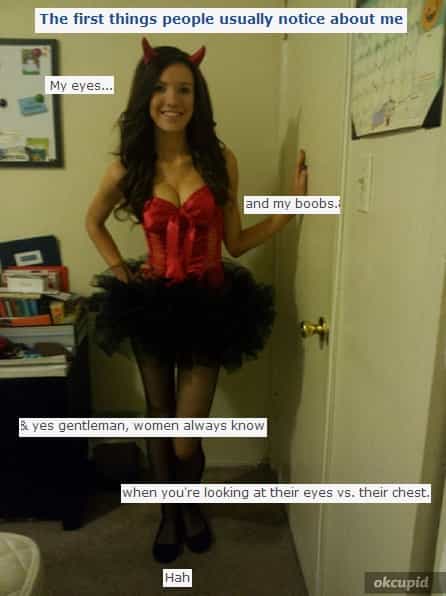 The first things people usually notice about me
My eyes...
and my boobs.
& yes gentleman, women always know
when you're looking at their eyes vs. their chest.
Hah
okcupid